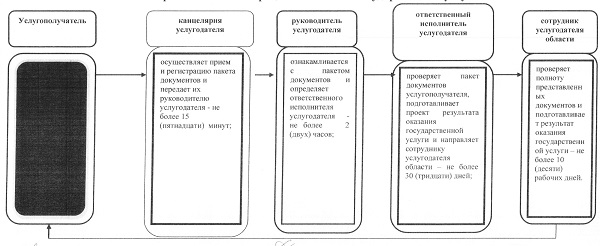 Услугополучатель
канцелярия
услугодателя
руководитель
услугодателя
ответственный
исполнитель
услугодателя
сотрудник
услугодателя
области
осуществляет прием
и регистрацию пакета
документов и
передает их
руководителю
услугодателя - не
более 15
(пятнадцати) минут;
ознакамливается
с пакетом
документов и
определяет
ответственного
исполнителя
услугодателя -
не более 2
(двух) часов;
проверяет пакет
документов
услугополучателя,
подготавливает
проект результата
оказания
государственной
услуги и направляет
сотруднику
услугодателя
области – не более
30 (тридцати) дней;
проверяет
полноту
представлен
ных
документов и
подготавливае
т результат
оказания
государствен
ной услуги – не
более 10
(десяти)
рабочих дней.